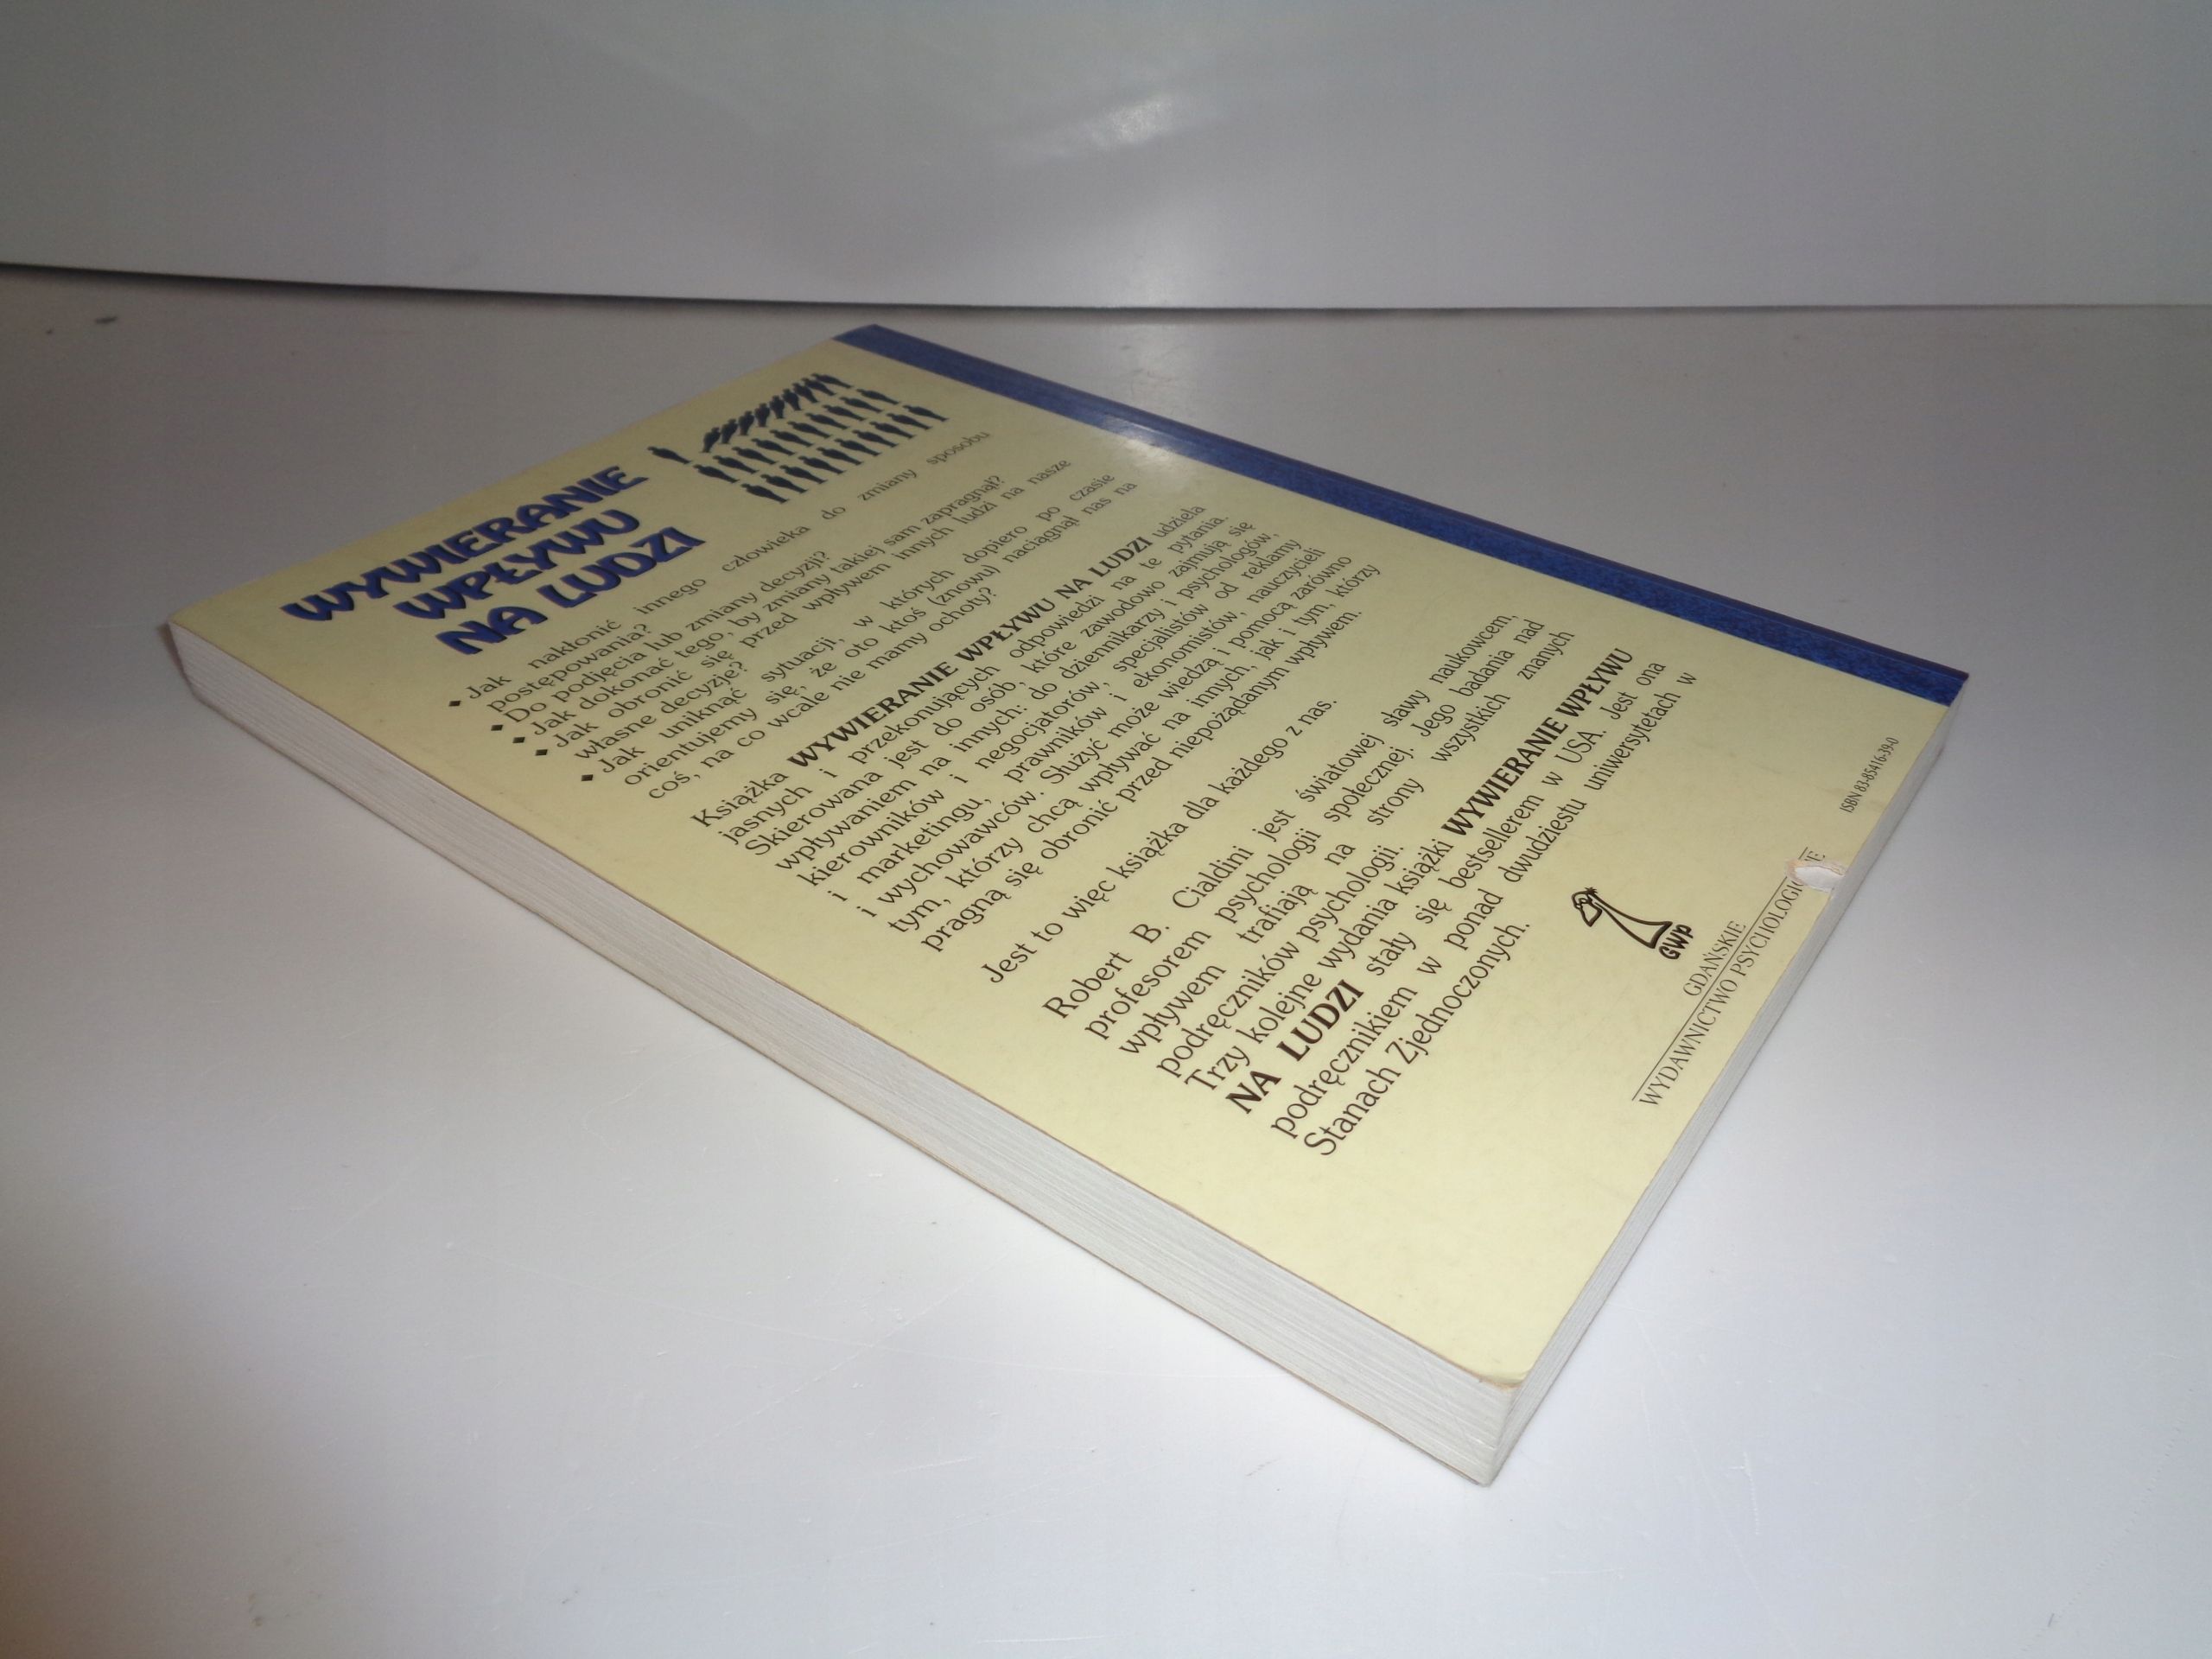 WYWIERANIE
WPŁYWU
NA LUDZI
◆ Jak nakłonić innego człowieka do zmiany sposobu
postępowania?
◆ Do podjęcia lub zmiany decyzji?
◆ Jak dokonać tego, by zmiany takiej sam zapragnął?
◆ Jak obronić się przed wpływem innych ludzi na nasze
własne decyzje?
◆ Jak uniknąć sytuacji, w których dopiero po czasie
orientujemy się, że oto ktoś (znowu) naciągnął nas na
coś, na co wcale nie mamy ochoty?
Książka WYWIERANIE WPŁYWU NA LUDZI udziela
jasnych i przekonujących odpowiedzi na te pytania.
Skierowana jest do osób, które zawodowo zajmują się
wpływaniem na innych: do dziennikarzy i psychologów,
kierowników i negocjatorów, specjalistów od reklamy
i marketingu, prawników i ekonomistów, nauczycieli
i wychowawców. Służyć może wiedzą i pomocą zarówno
tym, którzy chcą wpływać na innych, jak i tym, którzy
pragną się obronić przed niepożądanym wpływem.
Jest to więc książka dla każdego z nas.
Robert B. Cialdini jest światowej sławy naukowcem,
profesorem psychologii społecznej. Jego badania nad
wpływem trafiają na strony wszystkich znanych
podręczników psychologii.
Trzy kolejne wydania książki WYWIERANIE WPŁYWU
NA LUDZI stały się bestsellerem w USA. Jest ona
podręcznikiem w ponad dwudziestu uniwersytetach w
Stanach Zjednoczonych.
GWP
GDAŃSKIE
WYDAWNICTWO PSYCHOLOGICZNE
ISBN 83-85416-39-0